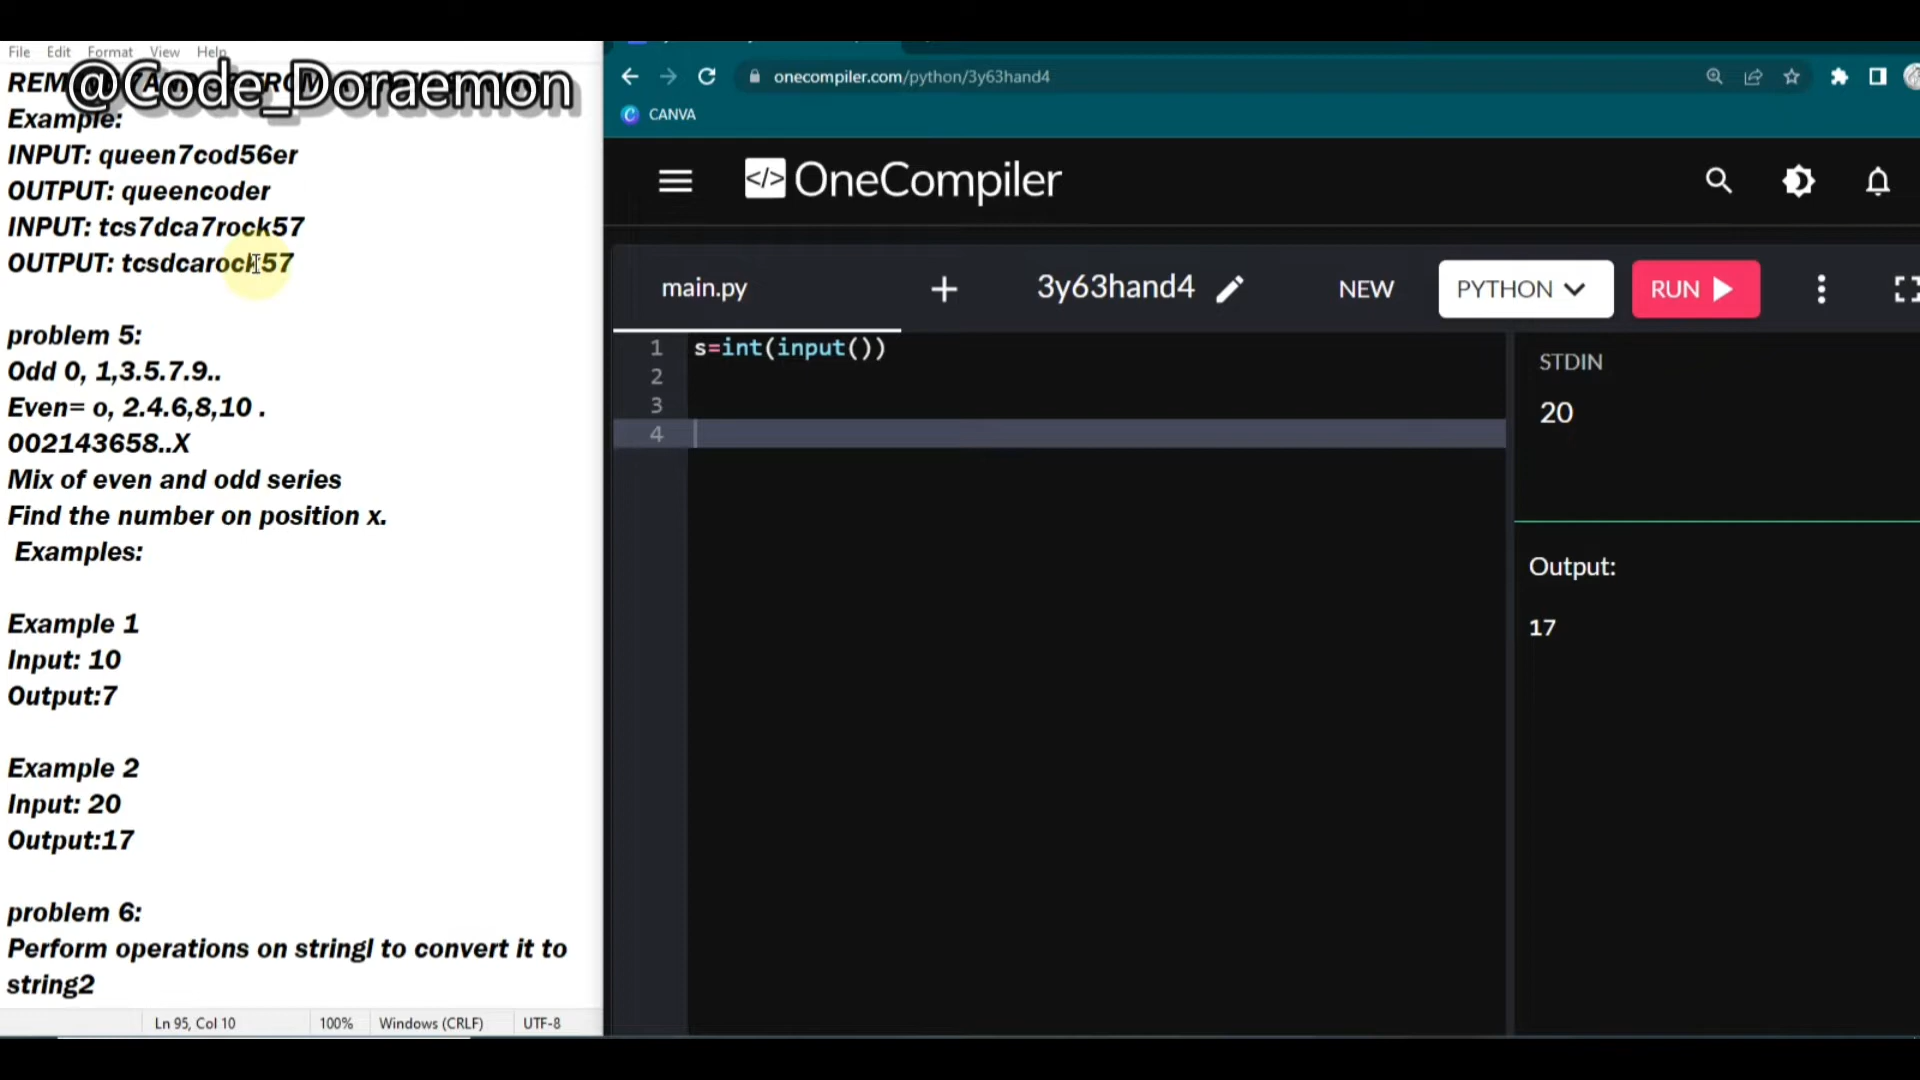 File Edit Format View Help
@Code_Doraemon
Example:
INPUT: queen7cod56er
OUTPUT: queencoder
INPUT: tcs7dca7rock57
OUTPUT: tcsdcarock57
problem 5:
Odd 0, 1,3.5.7.9..
Even= o, 2.4.6,8,10 .
002143658..X
Mix of even and odd series
Find the number on position x.
Examples:
Example 1
Input: 10
Output:7
Example 2
Input: 20
Output:17
problem 6:
Perform operations on stringl to convert it to
string2
Ln 95, Col 10 100% Windows (CRLF) UTF-8
onecompiler.com/python/3y63hand4
CANVA
</> OneCompiler
main.py + 3y63hand4 NEW PYTHON RUN
1 s=int(input())
2
3
4
STDIN
20
Output:
17